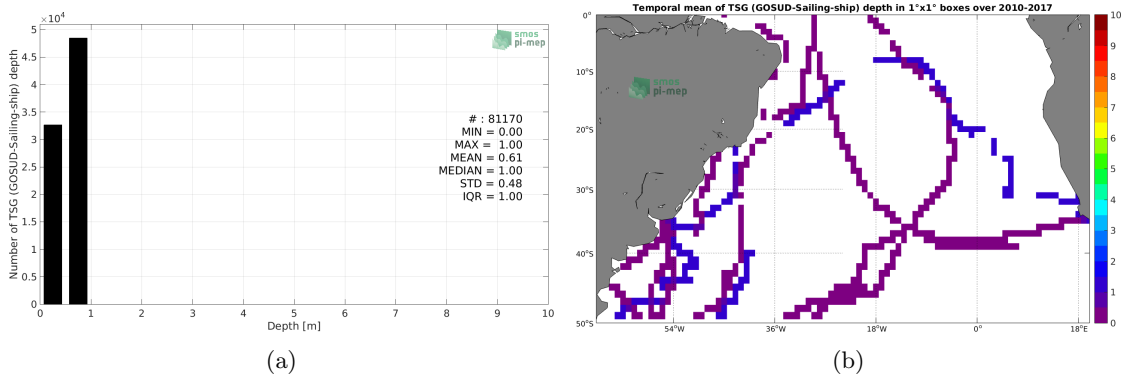 ×10⁴
5
4.5
4
3.5
3
2.5
2
1.5
1
0.5
0
Number of TSG (GOSUD-Sailing-ship) depth
smos
pi-mep
# : 81170
MIN = 0.00
MAX = 1.00
MEAN = 0.61
MEDIAN = 1.00
STD = 0.48
IQR = 1.00
0 1 2 3 4 5 6 7 8 9 10
Depth [m]
(a)
Temporal mean of TSG (GOSUD-Sailing-ship) depth in 1°x1° boxes over 2010-2017
0°
10°S
20°S
30°S
40°S
50°S
smos
pi-mep
54°W 36°W 18°W 0° 18°E
10
9
8
7
6
5
4
3
2
1
0
(b)